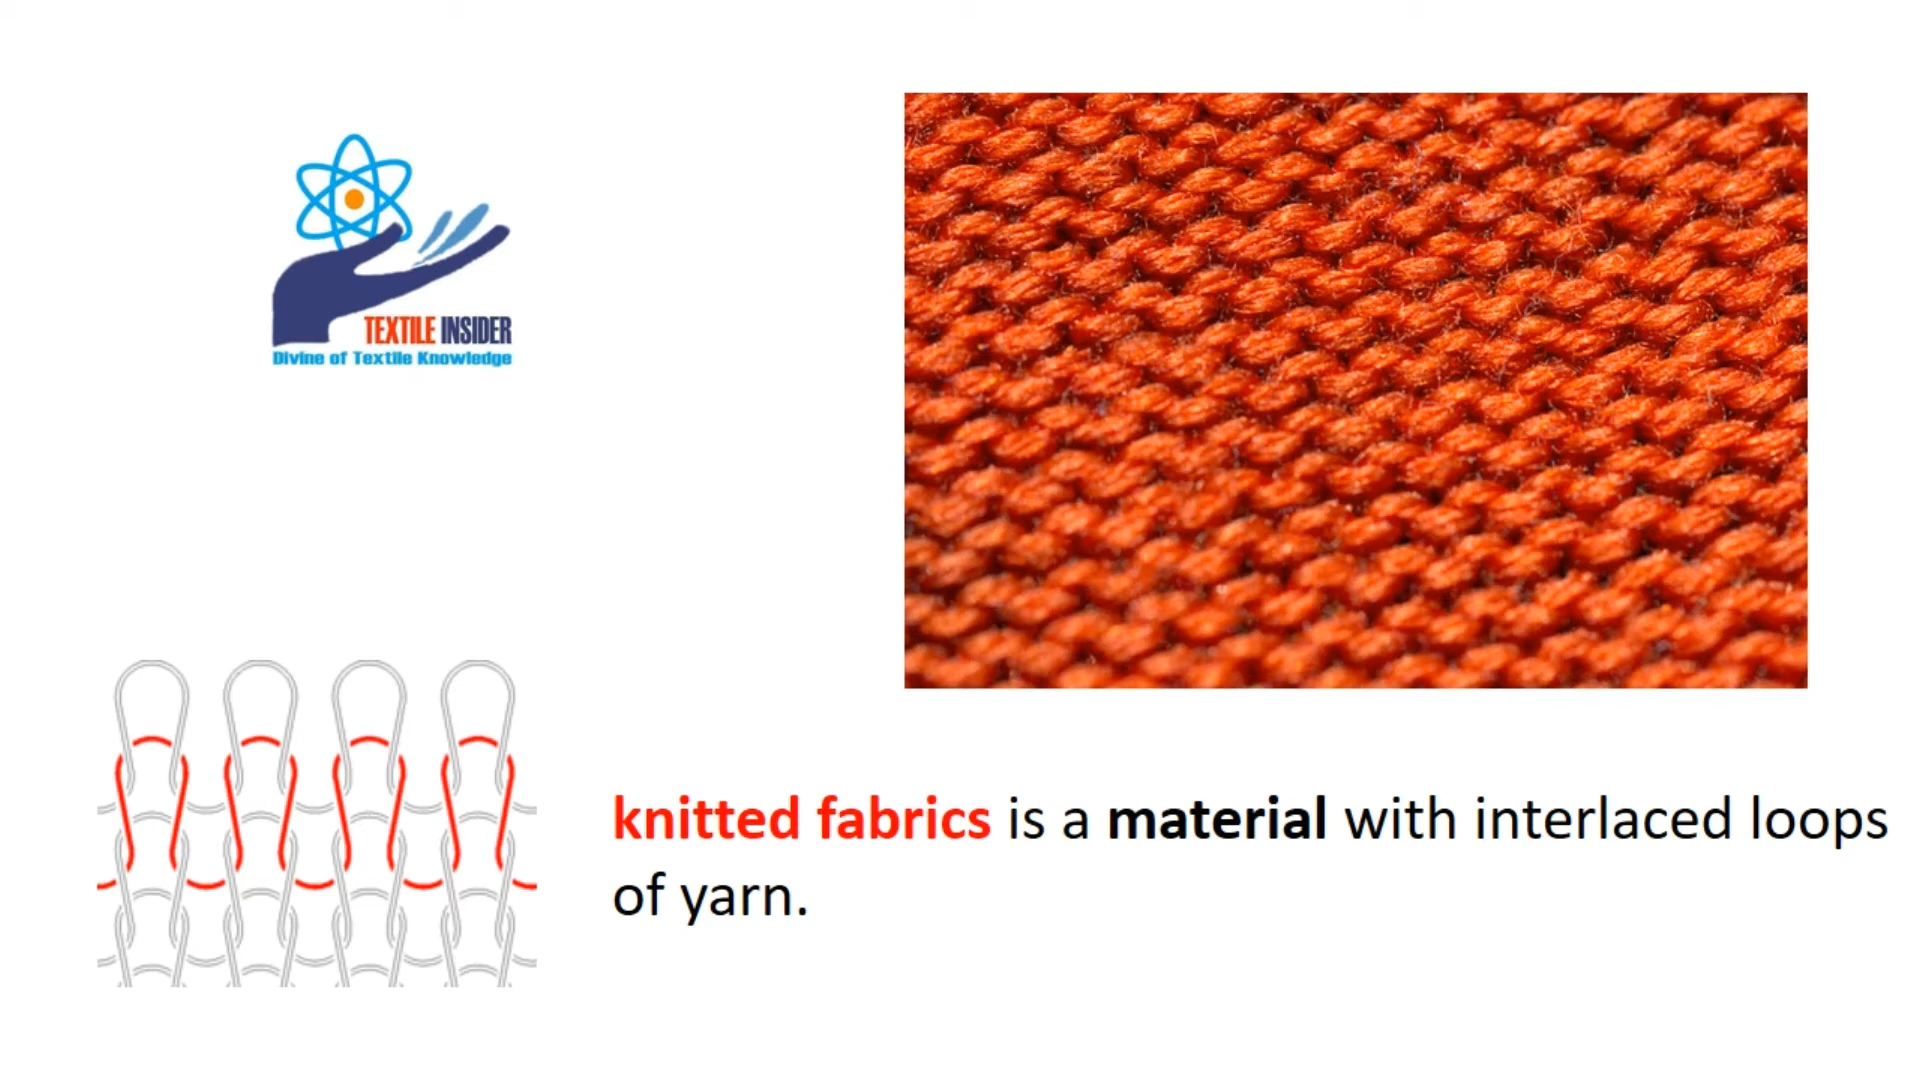 TEXTILE INSIDER
Divine of Textile Knowledge
knitted fabrics is a material with interlaced loops
of yarn.